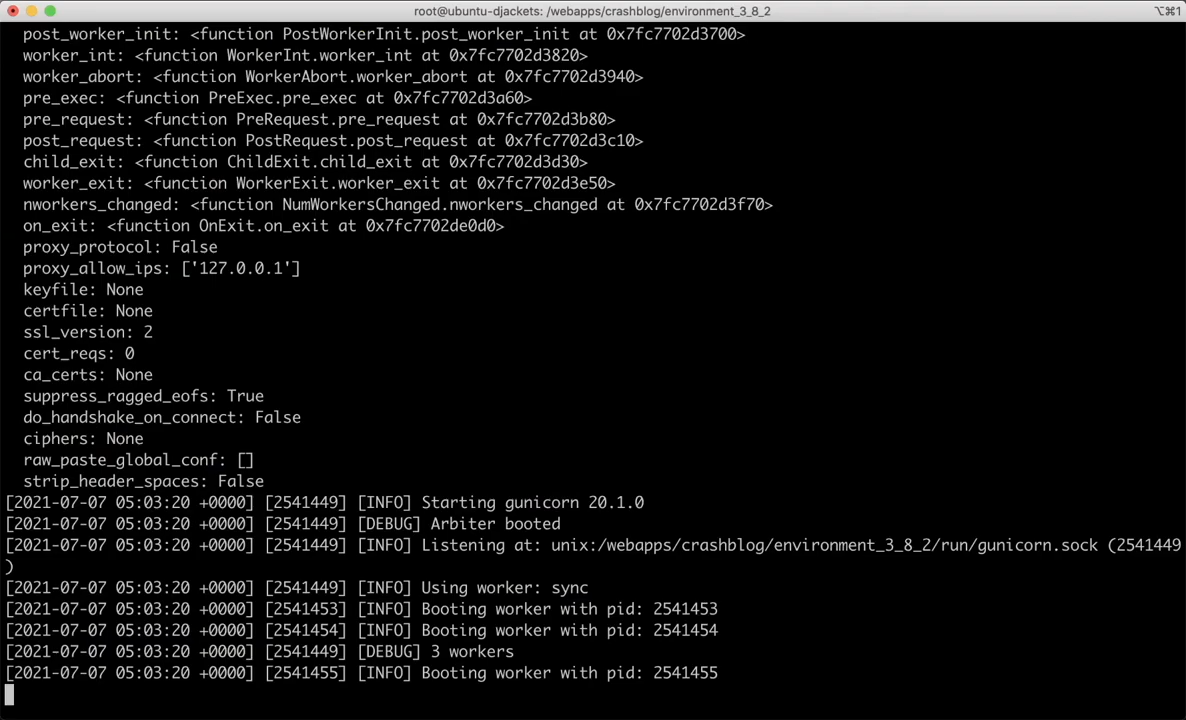 root@ubuntu-djackets: /webapps/crashblog/environment_3_8_2
⌥⌘1
post_worker_init: <function PostWorkerInit.post_worker_init at 0x7fc7702d3700>
worker_int: <function WorkerInt.worker_int at 0x7fc7702d3820>
worker_abort: <function WorkerAbort.worker_abort at 0x7fc7702d3940>
pre_exec: <function PreExec.pre_exec at 0x7fc7702d3a60>
pre_request: <function PreRequest.pre_request at 0x7fc7702d3b80>
post_request: <function PostRequest.post_request at 0x7fc7702d3c10>
child_exit: <function ChildExit.child_exit at 0x7fc7702d3d30>
worker_exit: <function WorkerExit.worker_exit at 0x7fc7702d3e50>
nworkers_changed: <function NumWorkersChanged.nworkers_changed at 0x7fc7702d3f70>
on_exit: <function OnExit.on_exit at 0x7fc7702de0d0>
proxy_protocol: False
proxy_allow_ips: ['127.0.0.1']
keyfile: None
certfile: None
ssl_version: 2
cert_reqs: 0
ca_certs: None
suppress_ragged_eofs: True
do_handshake_on_connect: False
ciphers: None
raw_paste_global_conf: []
strip_header_spaces: False
[2021-07-07 05:03:20 +0000] [2541449] [INFO] Starting gunicorn 20.1.0
[2021-07-07 05:03:20 +0000] [2541449] [DEBUG] Arbiter booted
[2021-07-07 05:03:20 +0000] [2541449] [INFO] Listening at: unix:/webapps/crashblog/environment_3_8_2/run/gunicorn.sock (2541449
)
[2021-07-07 05:03:20 +0000] [2541449] [INFO] Using worker: sync
[2021-07-07 05:03:20 +0000] [2541453] [INFO] Booting worker with pid: 2541453
[2021-07-07 05:03:20 +0000] [2541454] [INFO] Booting worker with pid: 2541454
[2021-07-07 05:03:20 +0000] [2541449] [DEBUG] 3 workers
[2021-07-07 05:03:20 +0000] [2541455] [INFO] Booting worker with pid: 2541455